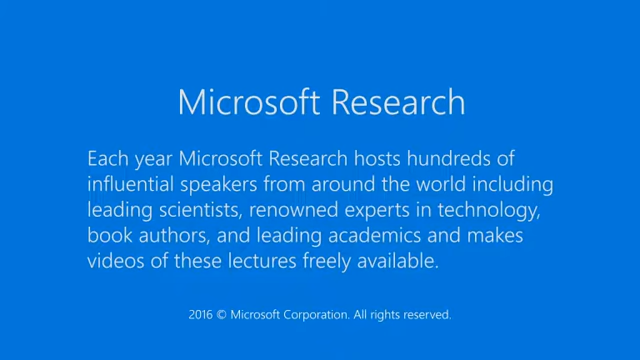 Microsoft Research
Each year Microsoft Research hosts hundreds of
influential speakers from around the world including
leading scientists, renowned experts in technology,
book authors, and leading academics and makes
videos of these lectures freely available.
2016 © Microsoft Corporation. All rights reserved.